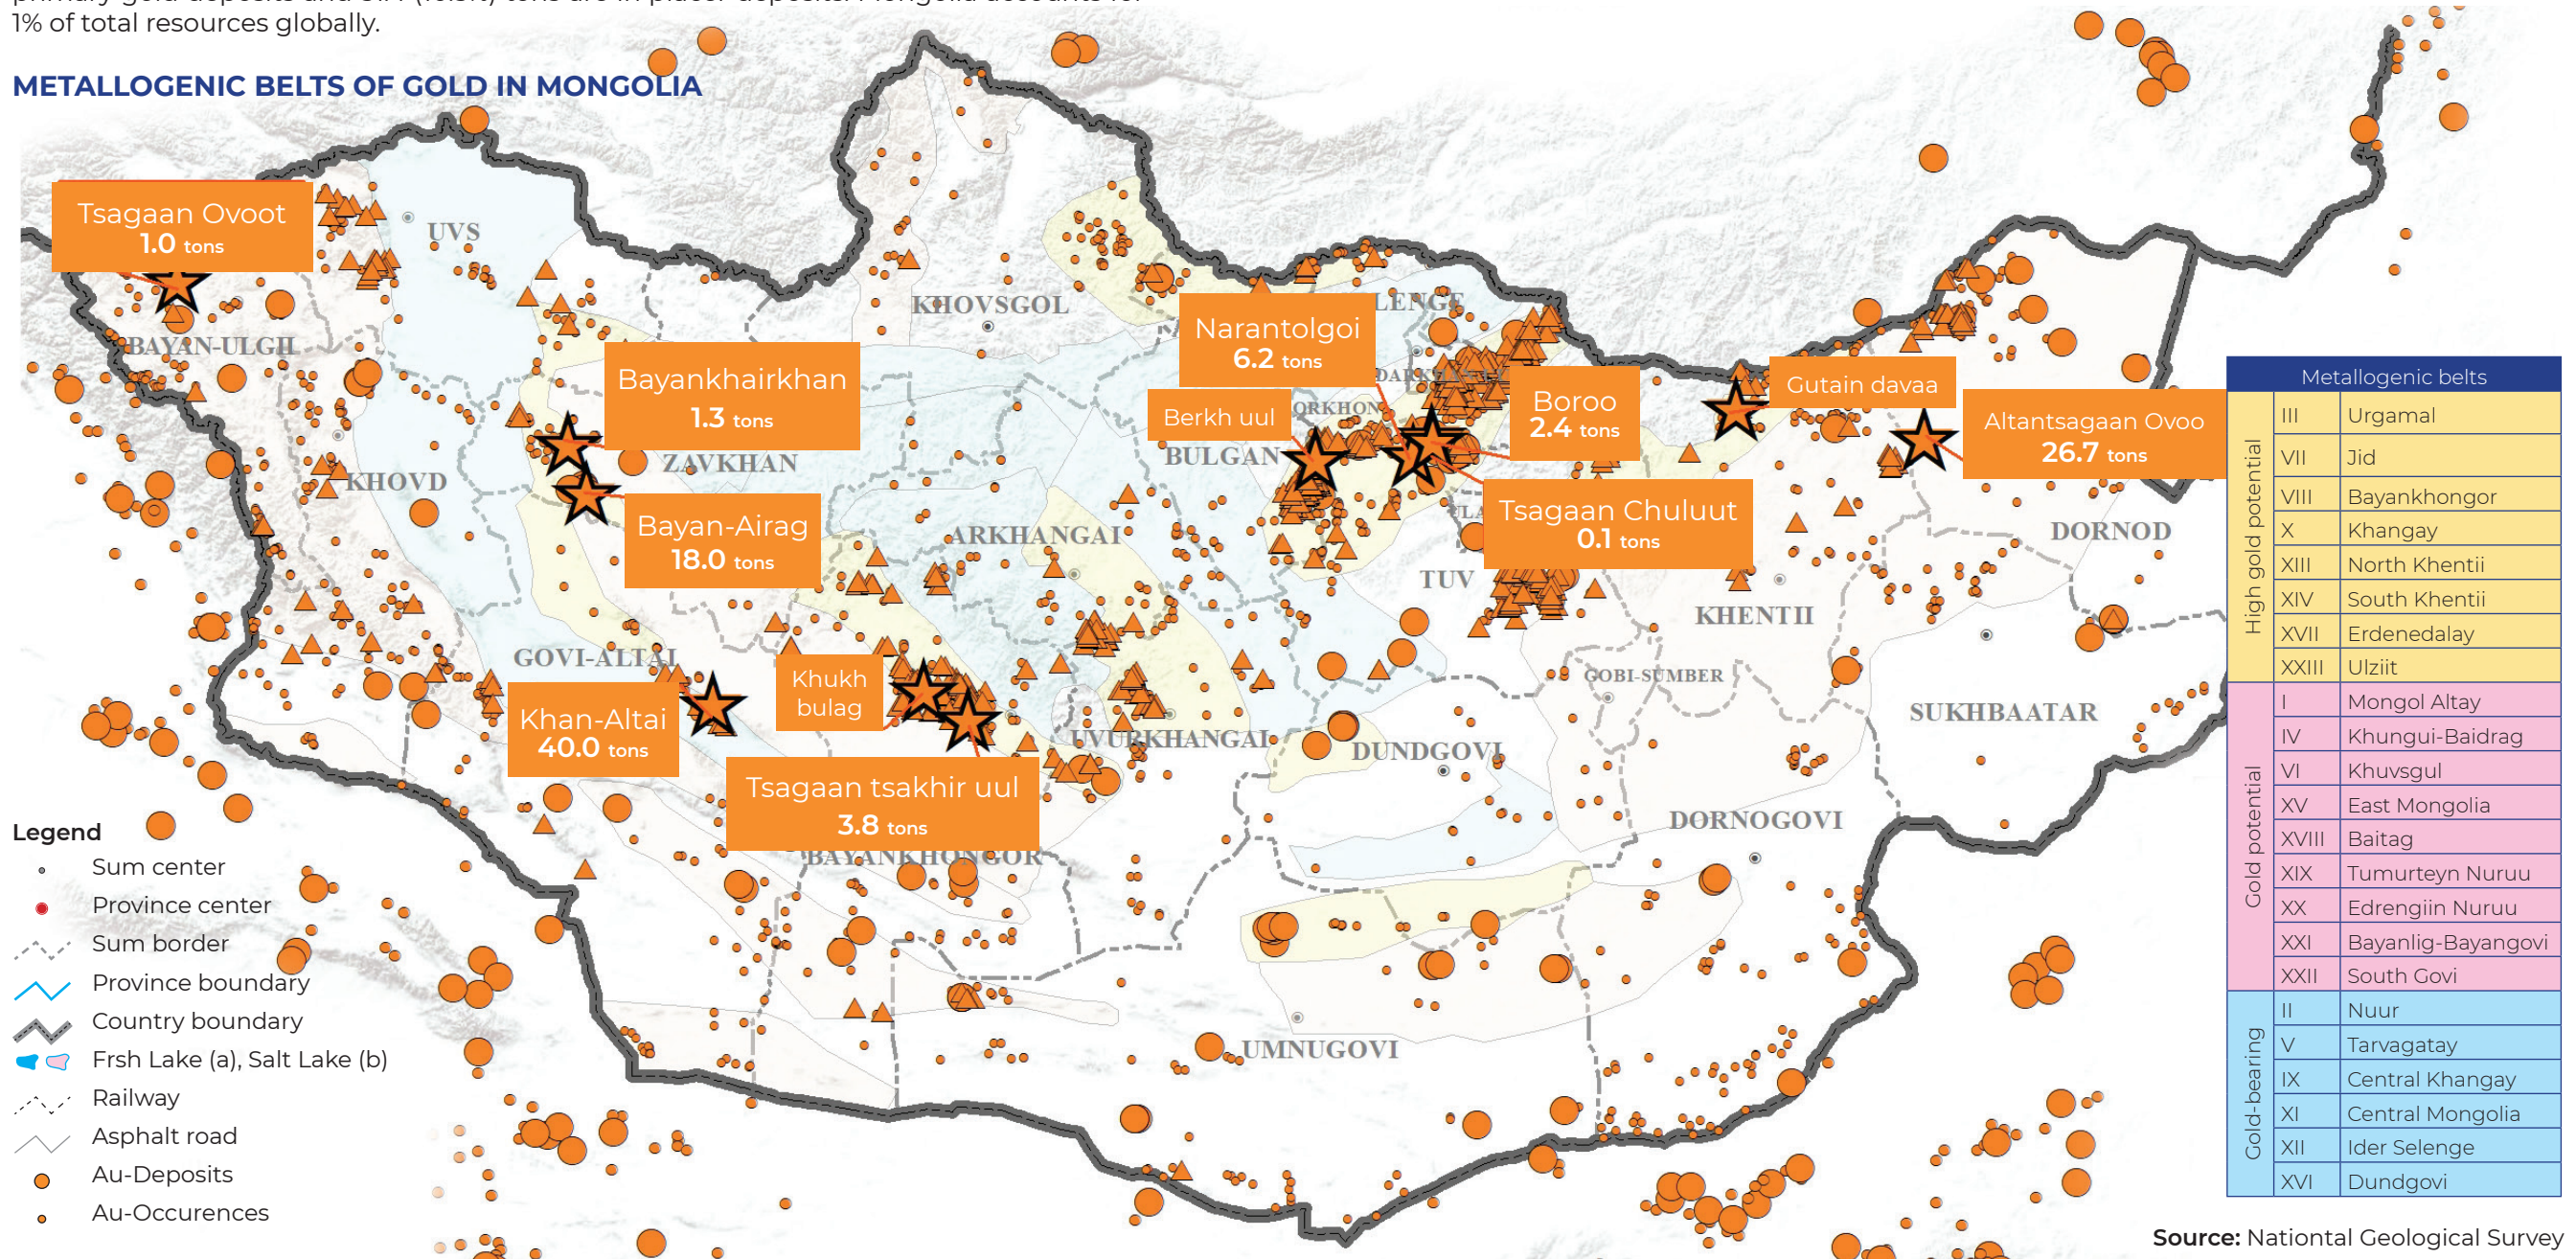 1% of total resources globally.
METALLOGENIC BELTS OF GOLD IN MONGOLIA
Tsagaan Ovoot
1.0 tons
UVS
BAYAN-ULGII
KHOVSGOL
LENGE
Narantolgoi
6.2 tons
Bayankhairkhan
1.3 tons
ZAVKHAN
KHOVD
Berkh uul
ORKHON
BULGAN
Boroo
2.4 tons
Gutain davaa
Altantsagaan Ovoo
26.7 tons
Bayan-Airag
18.0 tons
ARKHANGAI
Tsagaan Chuluut
0.1 tons
DORNOD
TUV
KHENTII
GOVI-ALTAI
Khan-Altai
40.0 tons
Khukh
bulag
GOBI-SUMBER
SUKHBAATAR
UVURKHANGAI
DUNDGOVI
Tsagaan tsakhir uul
3.8 tons
BAYANKHONGOR
DORNOGOVI
UMNUGOVI
Legend
Sum center
Province center
Sum border
Province boundary
Country boundary
Frsh Lake (a), Salt Lake (b)
Railway
Asphalt road
Au-Deposits
Au-Occurences
Metallogenic belts
High gold potential
III Urgamal
VII Jid
VIII Bayankhongor
X Khangay
XIII North Khentii
XIV South Khentii
XVII Erdenedalay
XXIII Ulziit
Gold potential
I Mongol Altay
IV Khungui-Baidrag
VI Khuvsgul
XV East Mongolia
XVIII Baitag
XIX Tumurteyn Nuruu
XX Edrengiin Nuruu
XXI Bayanlig-Bayangovi
XXII South Govi
Gold-bearing
II Nuur
V Tarvagatay
IX Central Khangay
XI Central Mongolia
XII Ider Selenge
XVI Dundgovi
Source: Nationtal Geological Survey